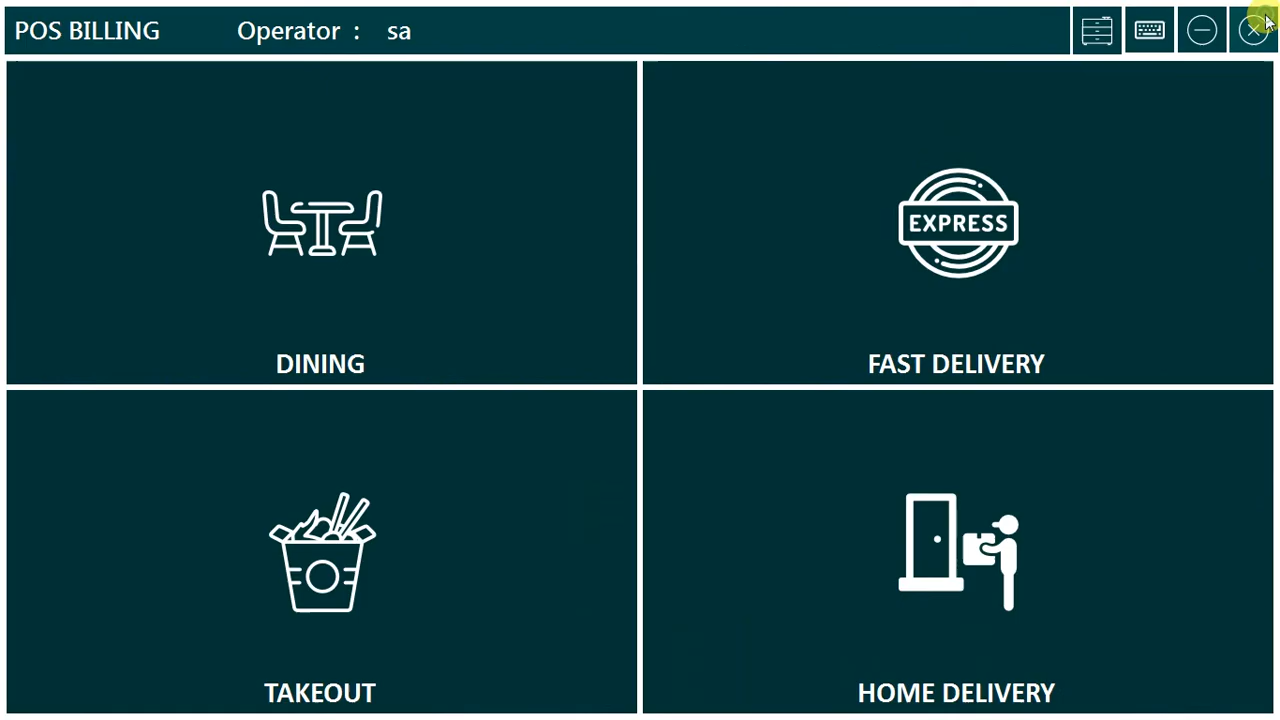 POS BILLING Operator : sa
EXPRESS
DINING
FAST DELIVERY
TAKEOUT
HOME DELIVERY